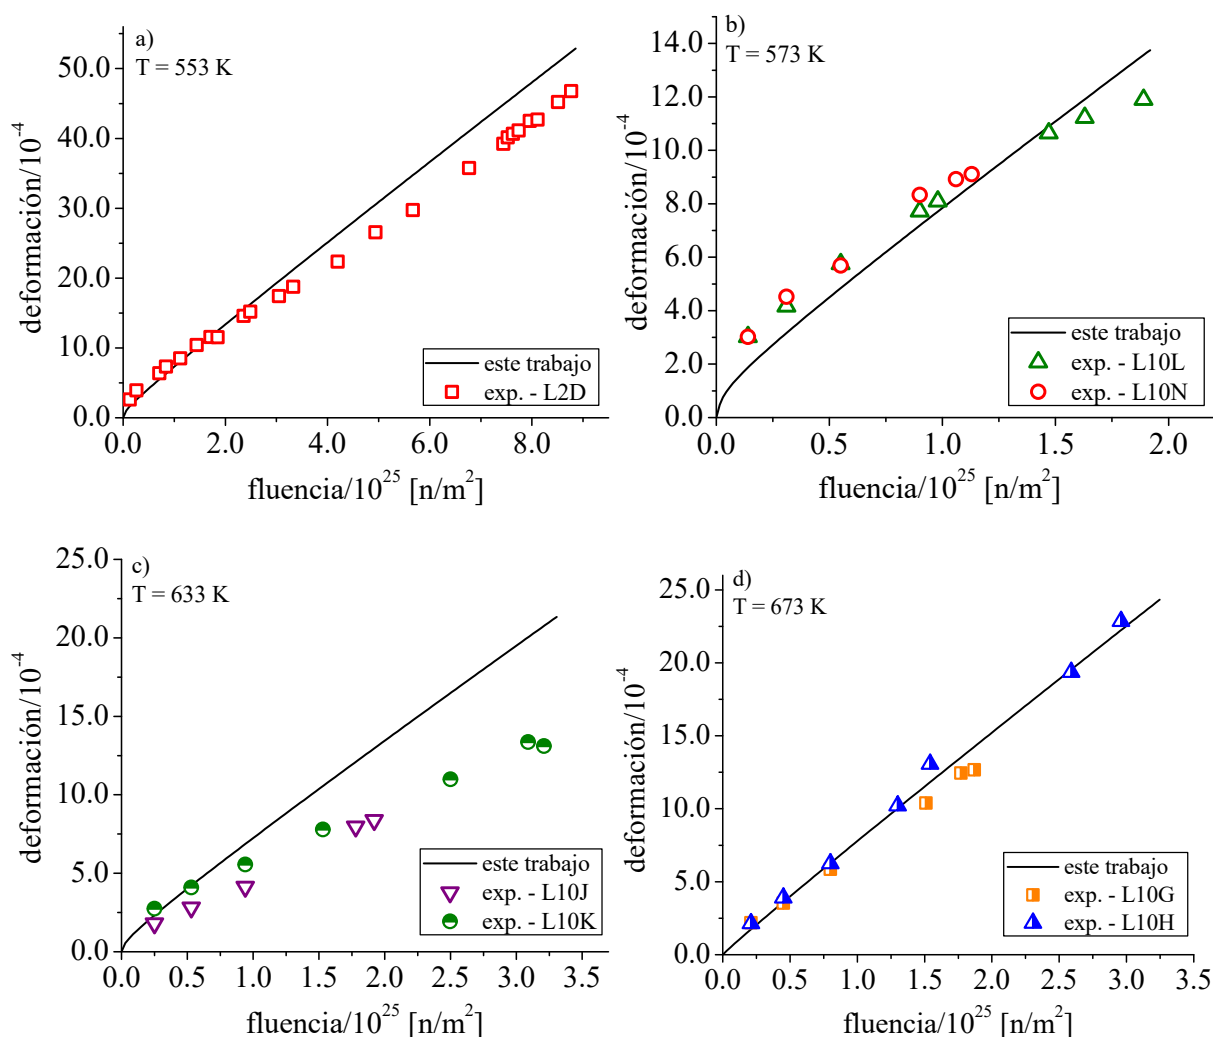 a)
T = 553 K
50.0
40.0
30.0
20.0
10.0
0.0
0.0
2.0
4.0
6.0
8.0
deformación/10⁻⁴
fluencia/10²⁵ [n/m²]
este trabajo
exp. - L2D
b)
T = 573 K
14.0
12.0
10.0
8.0
6.0
4.0
2.0
0.0
0.0
0.5
1.0
1.5
2.0
deformación/10⁻⁴
fluencia/10²⁵ [n/m²]
este trabajo
exp. - L10L
exp. - L10N
c)
T = 633 K
25.0
20.0
15.0
10.0
5.0
0.0
0.0
0.5
1.0
1.5
2.0
2.5
3.0
3.5
deformación/10⁻⁴
fluencia/10²⁵ [n/m²]
este trabajo
exp. - L10J
exp. - L10K
d)
T = 673 K
25.0
20.0
15.0
10.0
5.0
0.0
0.0
0.5
1.0
1.5
2.0
2.5
3.0
3.5
deformación/10⁻⁴
fluencia/10²⁵ [n/m²]
este trabajo
exp. - L10G
exp. - L10H